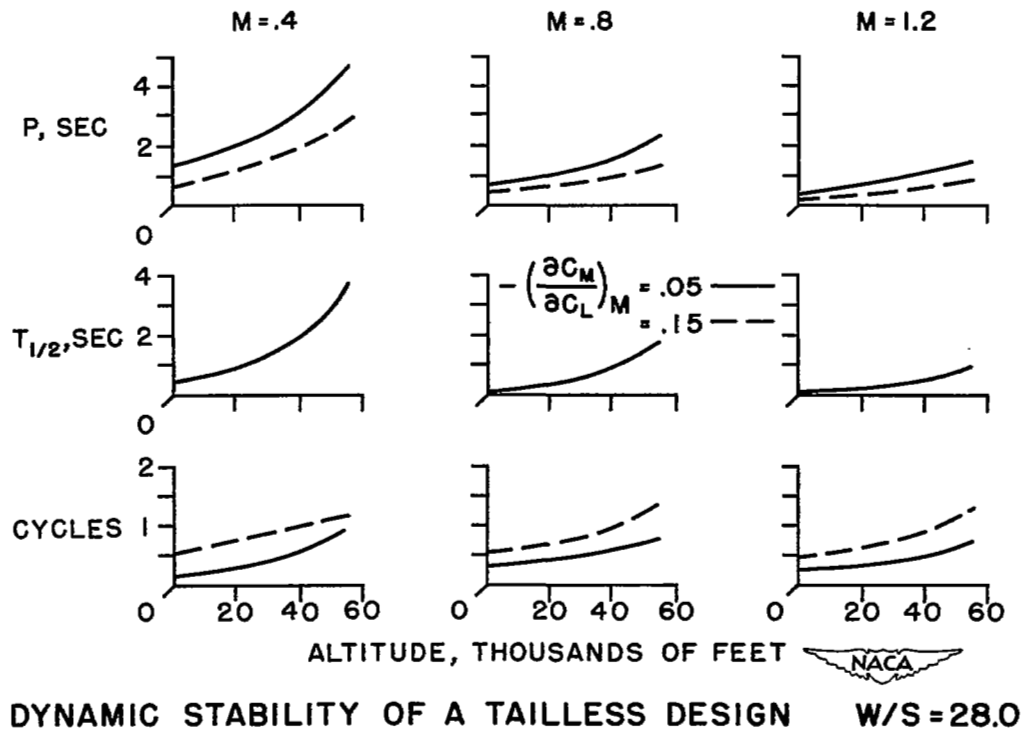 M = .4 M = .8 M = 1.2
P, SEC
4
2
0
T1/2, SEC
4
2
0
-(∂CM/∂CL)M = .05
= .15
CYCLES
2
1
0 20 40 60 0 20 40 60 0 20 40 60
ALTITUDE, THOUSANDS OF FEET
NACA
DYNAMIC STABILITY OF A TAILLESS DESIGN W/S = 28.0